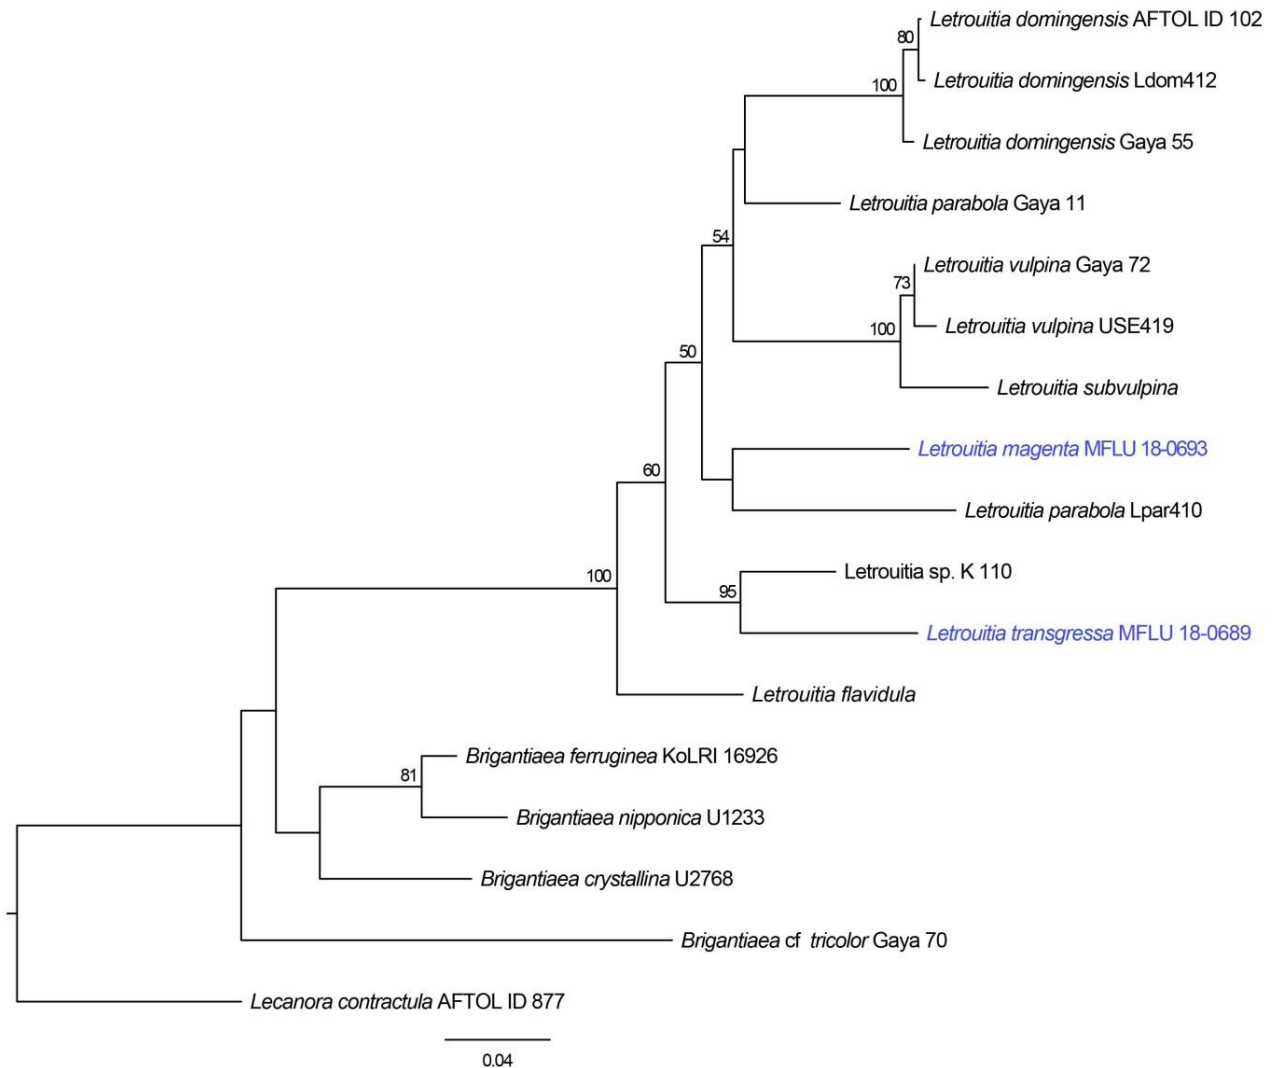 Letrouitia domingensis AFTOL ID 102
80
Letrouitia domingensis Ldom412
100
Letrouitia domingensis Gaya 55
Letrouitia parabola Gaya 11
54
Letrouitia vulpina Gaya 72
73
Letrouitia vulpina USE419
100
50
Letrouitia subvulpina
Letrouitia magenta MFLU 18-0693
60
Letrouitia parabola Lpar410
Letrouitia sp. K 110
100
95
Letrouitia transgressa MFLU 18-0689
Letrouitia flavidula
Brigantiaea ferruginea KoLRI 16926
81
Brigantiaea nipponica U1233
Brigantiaea crystallina U2768
Brigantiaea cf tricolor Gaya 70
Lecanora contractula AFTOL ID 877
0.04